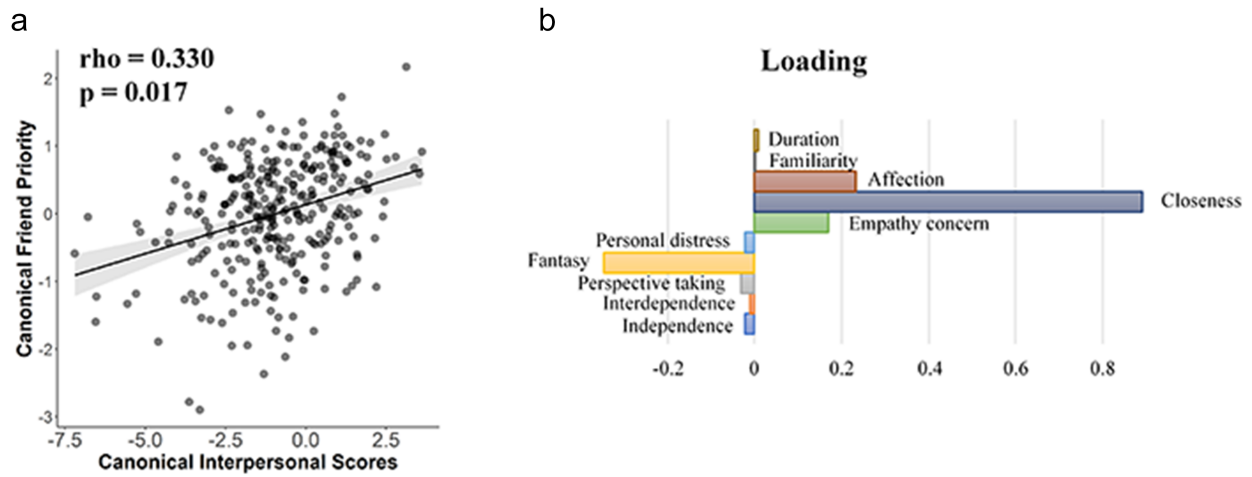 a
rho = 0.330
p = 0.017
Canonical Friend Priority
2
1
0
-1
-2
-3
-7.5 -5.0 -2.5 0.0 2.5
Canonical Interpersonal Scores
b
Loading
Duration
Familiarity
Affection
Closeness
Empathy concern
Personal distress
Fantasy
Perspective taking
Interdependence
Independence
-0.2 0 0.2 0.4 0.6 0.8